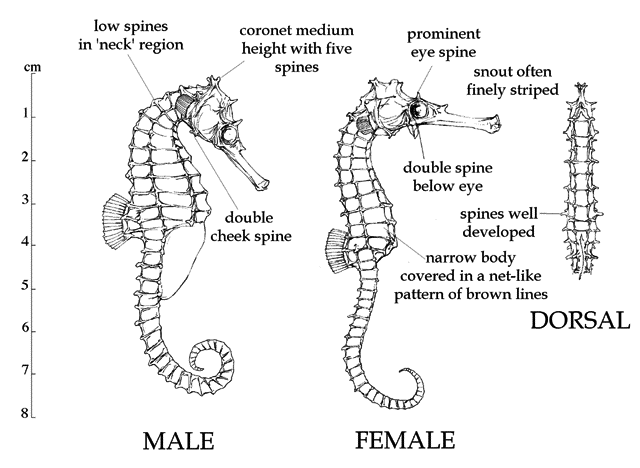 low spines
in 'neck' region
coronet medium
height with five
spines
prominent
eye spine
snout often
finely striped
cm
1
2
3
4
5
6
7
8
double
cheek spine
double spine
below eye
spines well
developed
narrow body
covered in a net-like
pattern of brown lines
DORSAL
MALE
FEMALE